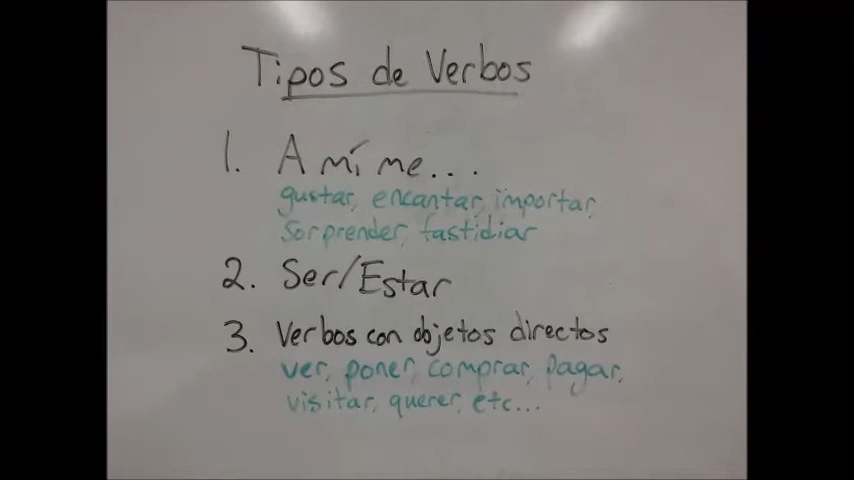 Tipos de Verbos
1. A mí me....
gustar, encantar, importar,
sorprender, fastidiar
2. Ser/Estar
3. Verbos con objetos directos
ver, poner, comprar, pagar,
visitar, querer, etc...